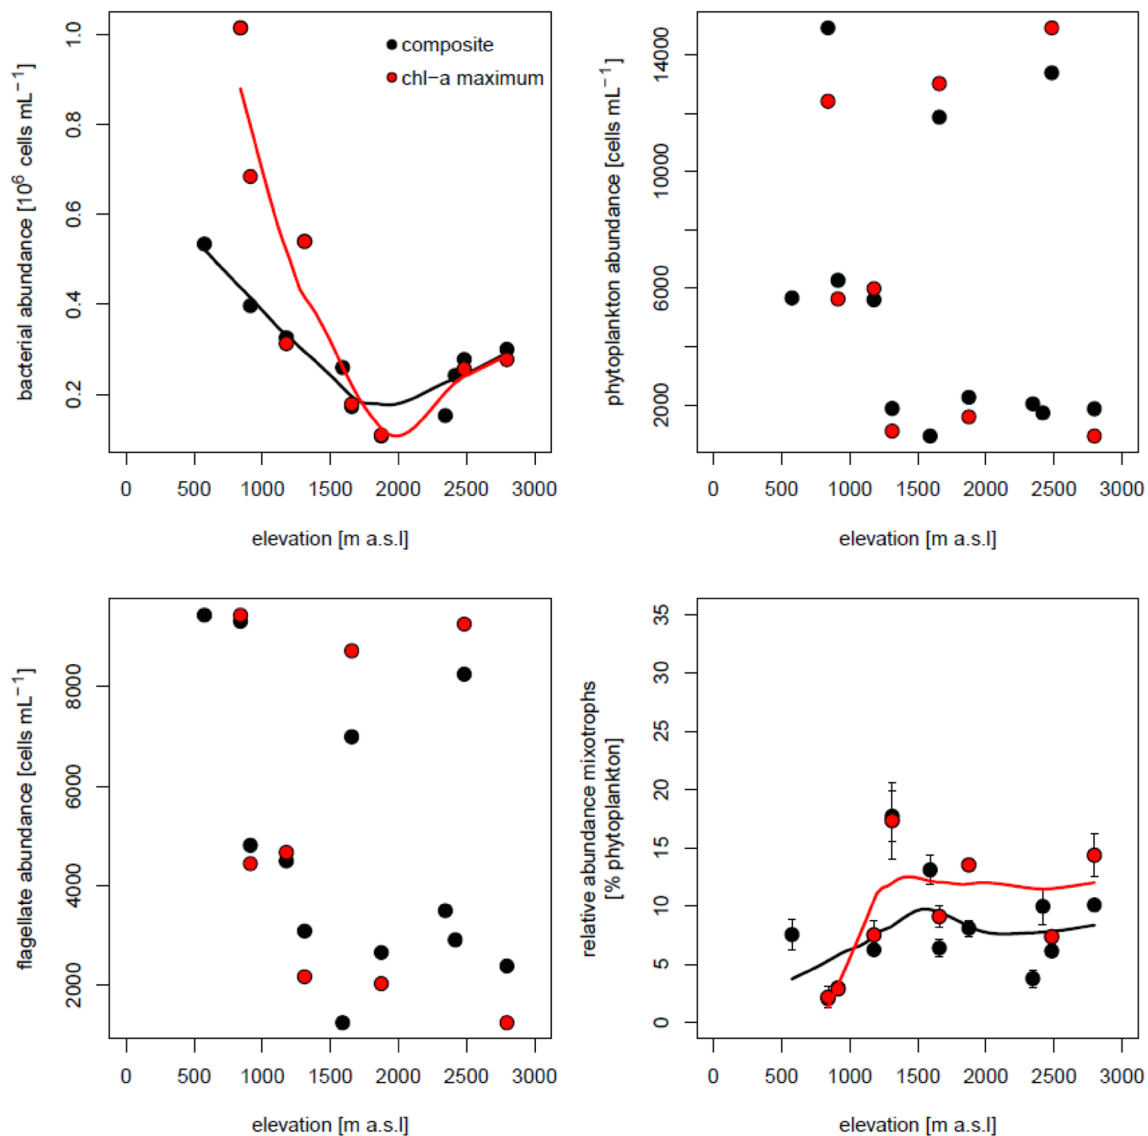 bacterial abundance [10⁶ cells mL⁻¹]
1.0
0.8
0.6
0.4
0.2
composite
chl−a maximum
0 500 1000 1500 2000 2500 3000
elevation [m a.s.l]
phytoplankton abundance [cells mL⁻¹]
14000
10000
6000
2000
0 500 1000 1500 2000 2500 3000
elevation [m a.s.l]
flagellate abundance [cells mL⁻¹]
8000
6000
4000
2000
0 500 1000 1500 2000 2500 3000
elevation [m a.s.l]
relative abundance mixotrophs
[% phytoplankton]
35
30
25
20
15
10
5
0
0 500 1000 1500 2000 2500 3000
elevation [m a.s.l]